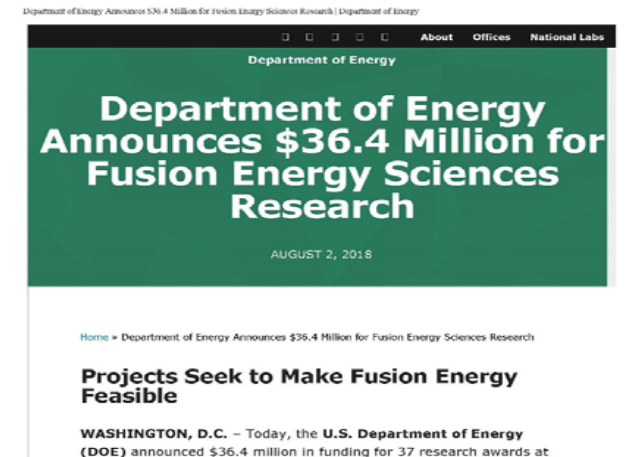 Department of Energy Announces $36.4 Million for Fusion Energy Sciences Research | Department of Energy
About Offices National Labs
Department of Energy
Department of Energy
Announces $36.4 Million for
Fusion Energy Sciences
Research
AUGUST 2, 2018
Home » Department of Energy Announces $36.4 Million for Fusion Energy Sciences Research
Projects Seek to Make Fusion Energy
Feasible
WASHINGTON, D.C. – Today, the U.S. Department of Energy
(DOE) announced $36.4 million in funding for 37 research awards at